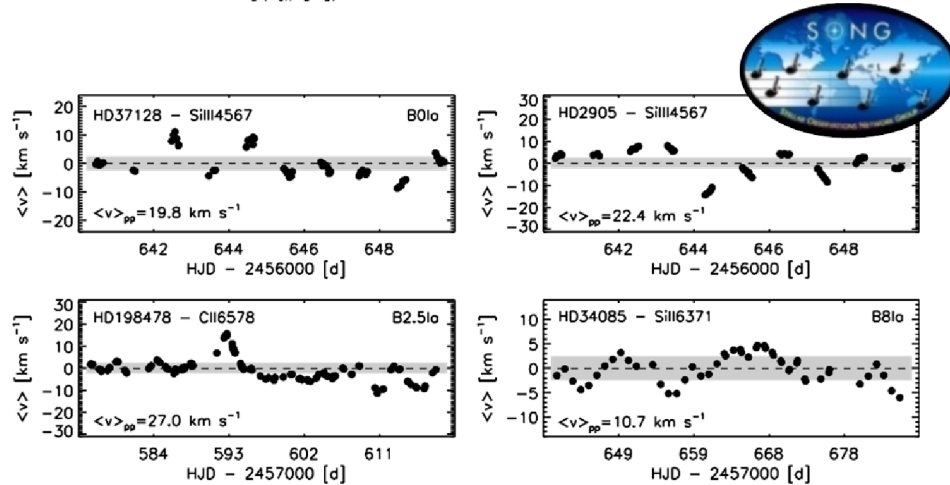 SONG
STELLAR OBSERVATIONS NETWORK GROUP
HD37128 – SiIII4567 B0Ia
<v> [km s⁻¹]
20
10
0
−10
−20
<v>pp=19.8 km s⁻¹
642 644 646 648
HJD – 2456000 [d]
HD2905 – SiIII4567
<v> [km s⁻¹]
30
20
10
0
−10
−20
−30
<v>pp=22.4 km s⁻¹
642 644 646 648
HJD – 2456000 [d]
HD198478 – CII6578 B2.5Ia
<v> [km s⁻¹]
30
20
10
0
−10
−20
−30
<v>pp=27.0 km s⁻¹
584 593 602 611
HJD – 2457000 [d]
HD34085 – SiII6371 B8Ia
<v> [km s⁻¹]
10
5
0
−5
−10
<v>pp=10.7 km s⁻¹
649 659 668 678
HJD – 2457000 [d]